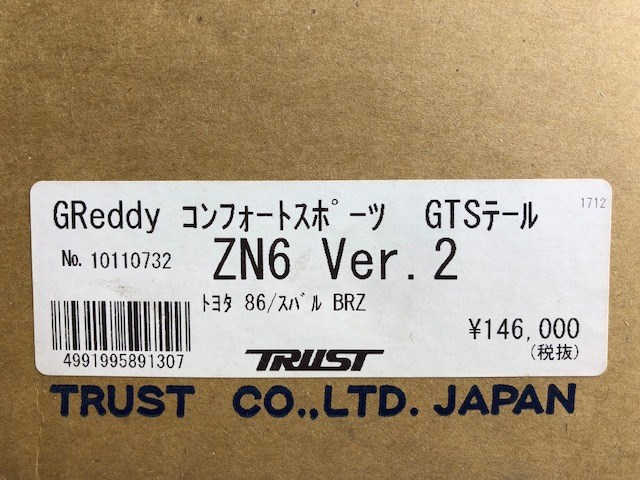 GReddy コンフォートスポーツ GTSテール
1712
№ 10110732 ZN6 Ver.2
トヨタ 86/スバル BRZ
¥146,000
(税抜)
4991995891307
TRUST
TRUST CO.,LTD. JAPAN